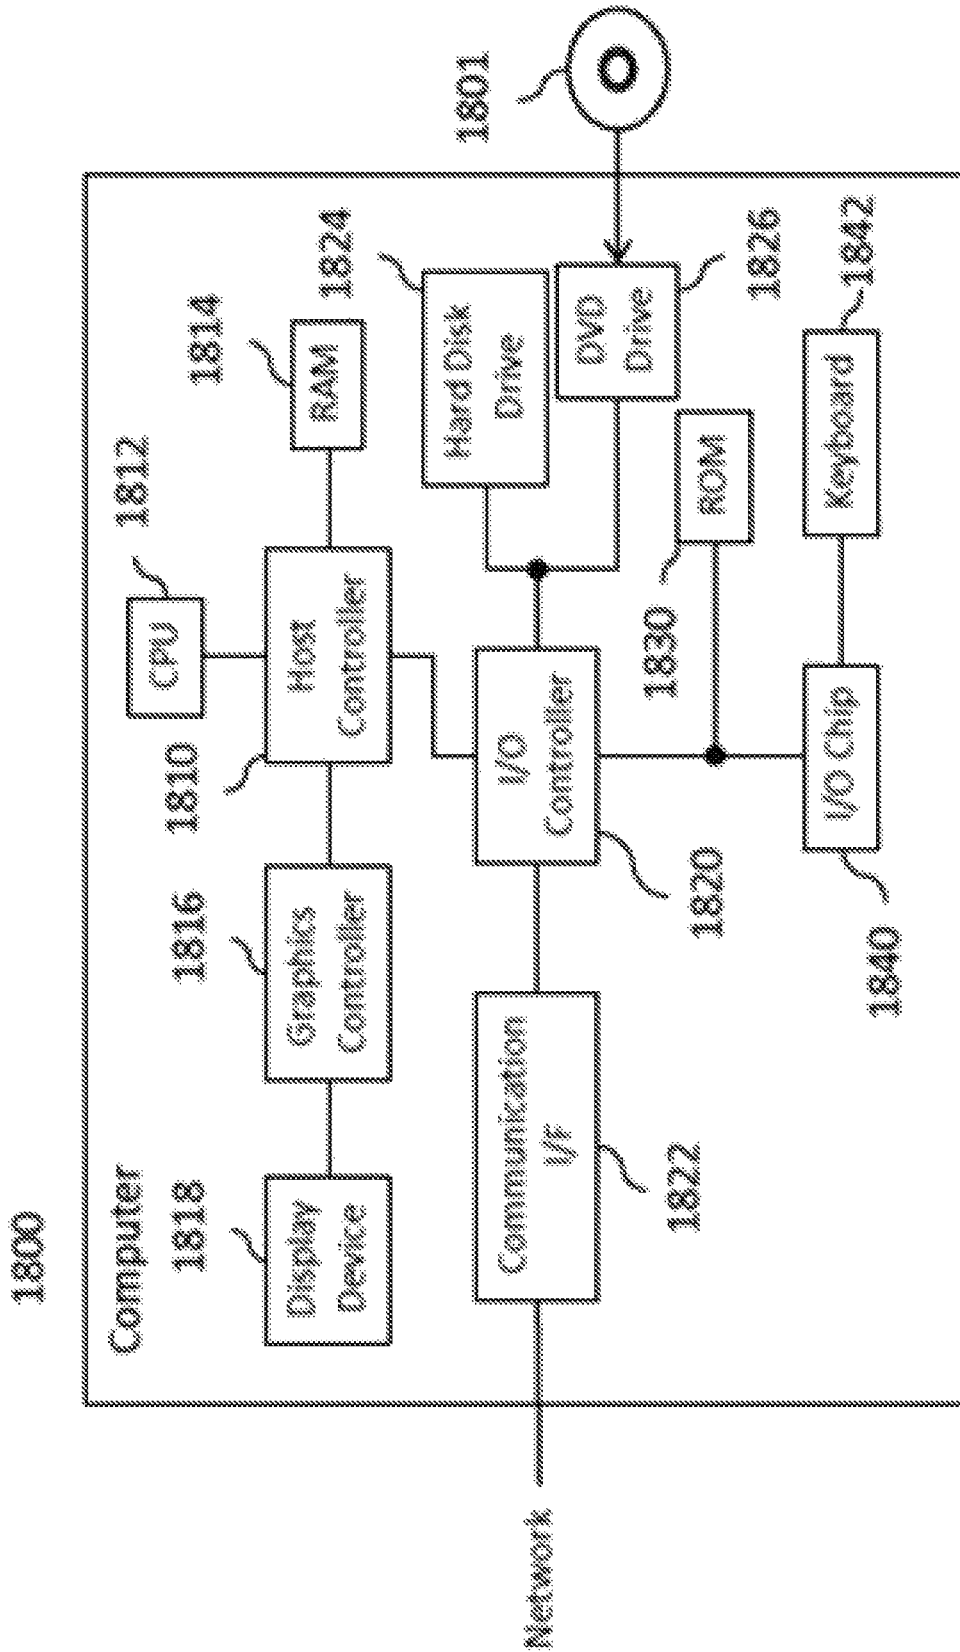 1800
Computer
1812
CPU
1810
1814
Host
Controller
RAM
1816
Graphics
Controller
1818
Display
Device
1824
Hard Disk
Drive
1801
DVD
Drive
1826
I/O
Controller
1820
Communication
I/F
1822
Network
1830
ROM
I/O Chip
1840
Keyboard
1842